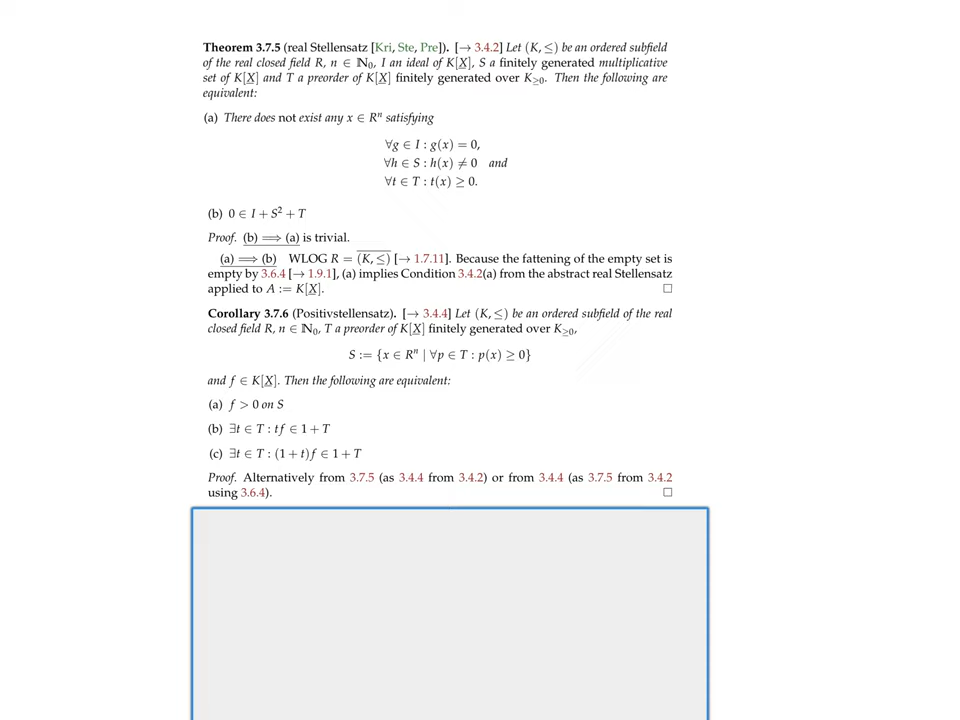 Theorem 3.7.5 (real Stellensatz [Kri, Ste, Pre]). [→ 3.4.2] Let (K, ≤) be an ordered subfield
of the real closed field R, n ∈ ℕ₀, I an ideal of K[X], S a finitely generated multiplicative
set of K[X] and T a preorder of K[X] finitely generated over K≥0. Then the following are
equivalent:
(a) There does not exist any x ∈ Rⁿ satisfying
∀g ∈ I : g(x) = 0,
∀h ∈ S : h(x) ≠ 0 and
∀t ∈ T : t(x) ≥ 0.
(b) 0 ∈ I + S² + T
Proof. (b) ⟹ (a) is trivial.
(a) ⟹ (b) WLOG R = (K, ≤) [→ 1.7.11]. Because the fattening of the empty set is
empty by 3.6.4 [→ 1.9.1], (a) implies Condition 3.4.2(a) from the abstract real Stellensatz
applied to A := K[X]. □
Corollary 3.7.6 (Positivstellensatz). [→ 3.4.4] Let (K, ≤) be an ordered subfield of the real
closed field R, n ∈ ℕ₀, T a preorder of K[X] finitely generated over K≥0,
S := {x ∈ Rⁿ | ∀p ∈ T : p(x) ≥ 0}
and f ∈ K[X]. Then the following are equivalent:
(a) f > 0 on S
(b) ∃t ∈ T : tf ∈ 1 + T
(c) ∃t ∈ T : (1 + t)f ∈ 1 + T
Proof. Alternatively from 3.7.5 (as 3.4.4 from 3.4.2) or from 3.4.4 (as 3.7.5 from 3.4.2
using 3.6.4). □